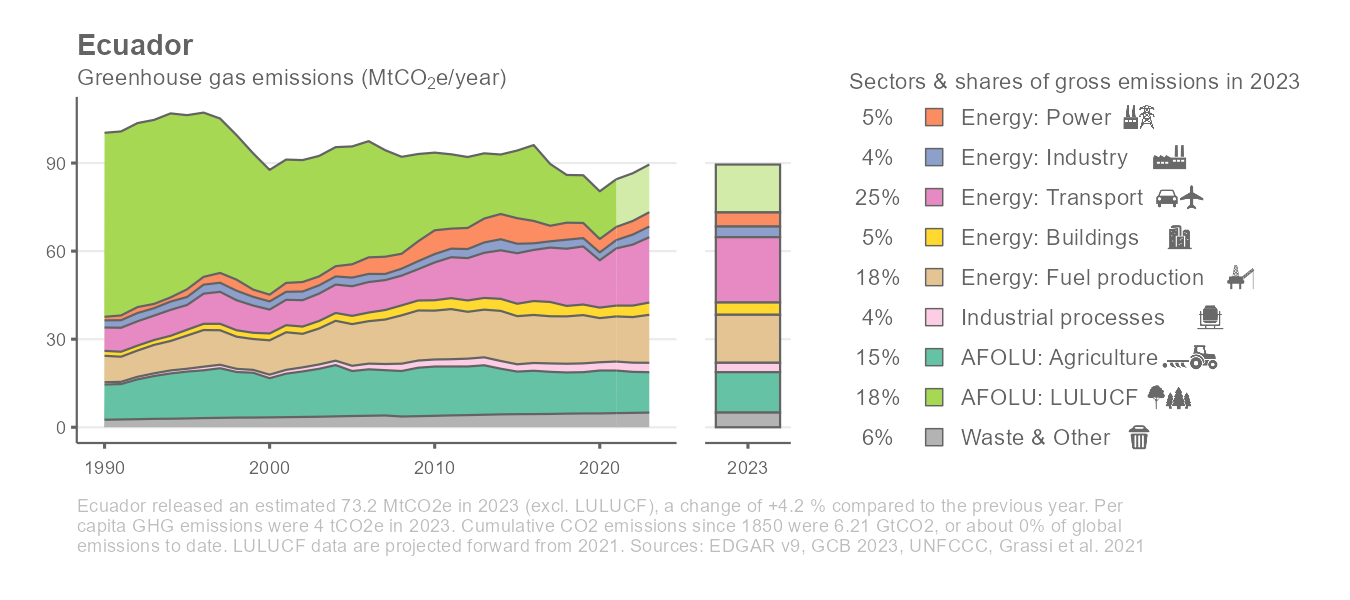 Ecuador
Greenhouse gas emissions (MtCO₂e/year)
90
60
30
0
1990
2000
2010
2020
2023
Sectors & shares of gross emissions in 2023
5% Energy: Power
4% Energy: Industry
25% Energy: Transport
5% Energy: Buildings
18% Energy: Fuel production
4% Industrial processes
15% AFOLU: Agriculture
18% AFOLU: LULUCF
6% Waste & Other
Ecuador released an estimated 73.2 MtCO2e in 2023 (excl. LULUCF), a change of +4.2 % compared to the previous year. Per
capita GHG emissions were 4 tCO2e in 2023. Cumulative CO2 emissions since 1850 were 6.21 GtCO2, or about 0% of global
emissions to date. LULUCF data are projected forward from 2021. Sources: EDGAR v9, GCB 2023, UNFCCC, Grassi et al. 2021